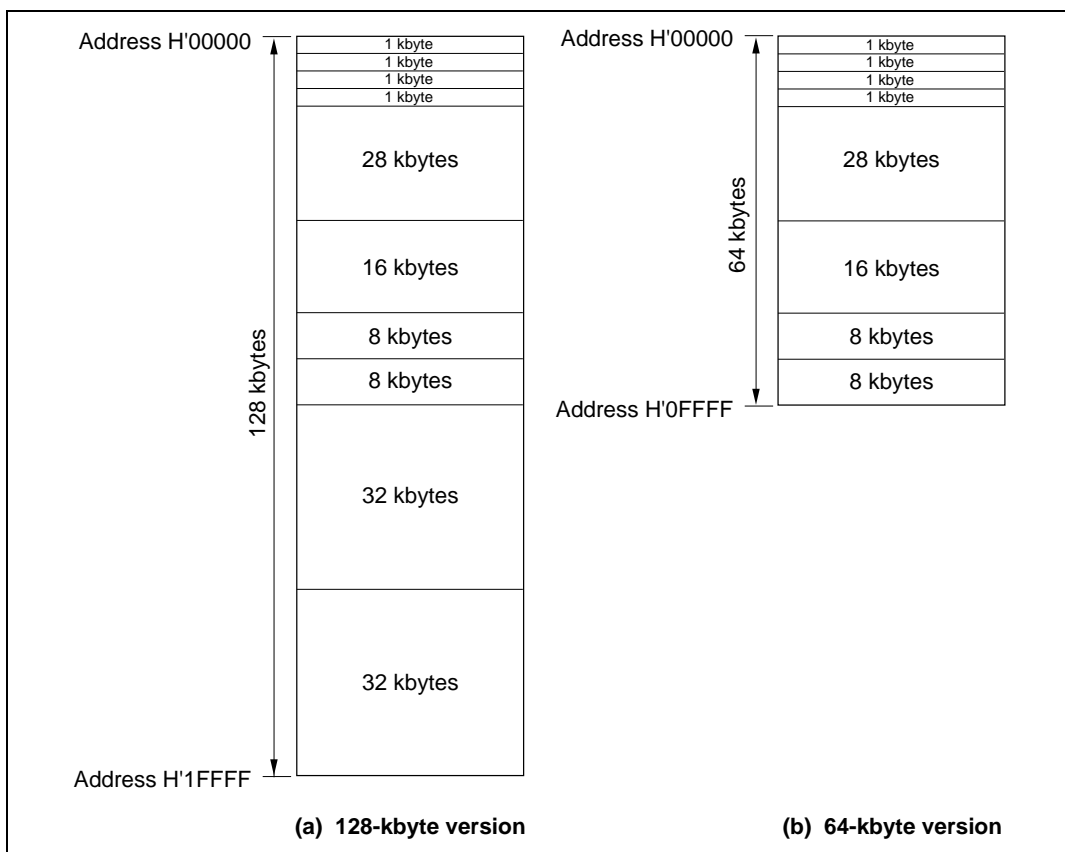 Address H'00000
1 kbyte
1 kbyte
1 kbyte
1 kbyte
28 kbytes
16 kbytes
8 kbytes
8 kbytes
32 kbytes
32 kbytes
128 kbytes
Address H'1FFFF
(a) 128-kbyte version
Address H'00000
1 kbyte
1 kbyte
1 kbyte
1 kbyte
28 kbytes
16 kbytes
8 kbytes
8 kbytes
64 kbytes
Address H'0FFFF
(b) 64-kbyte version